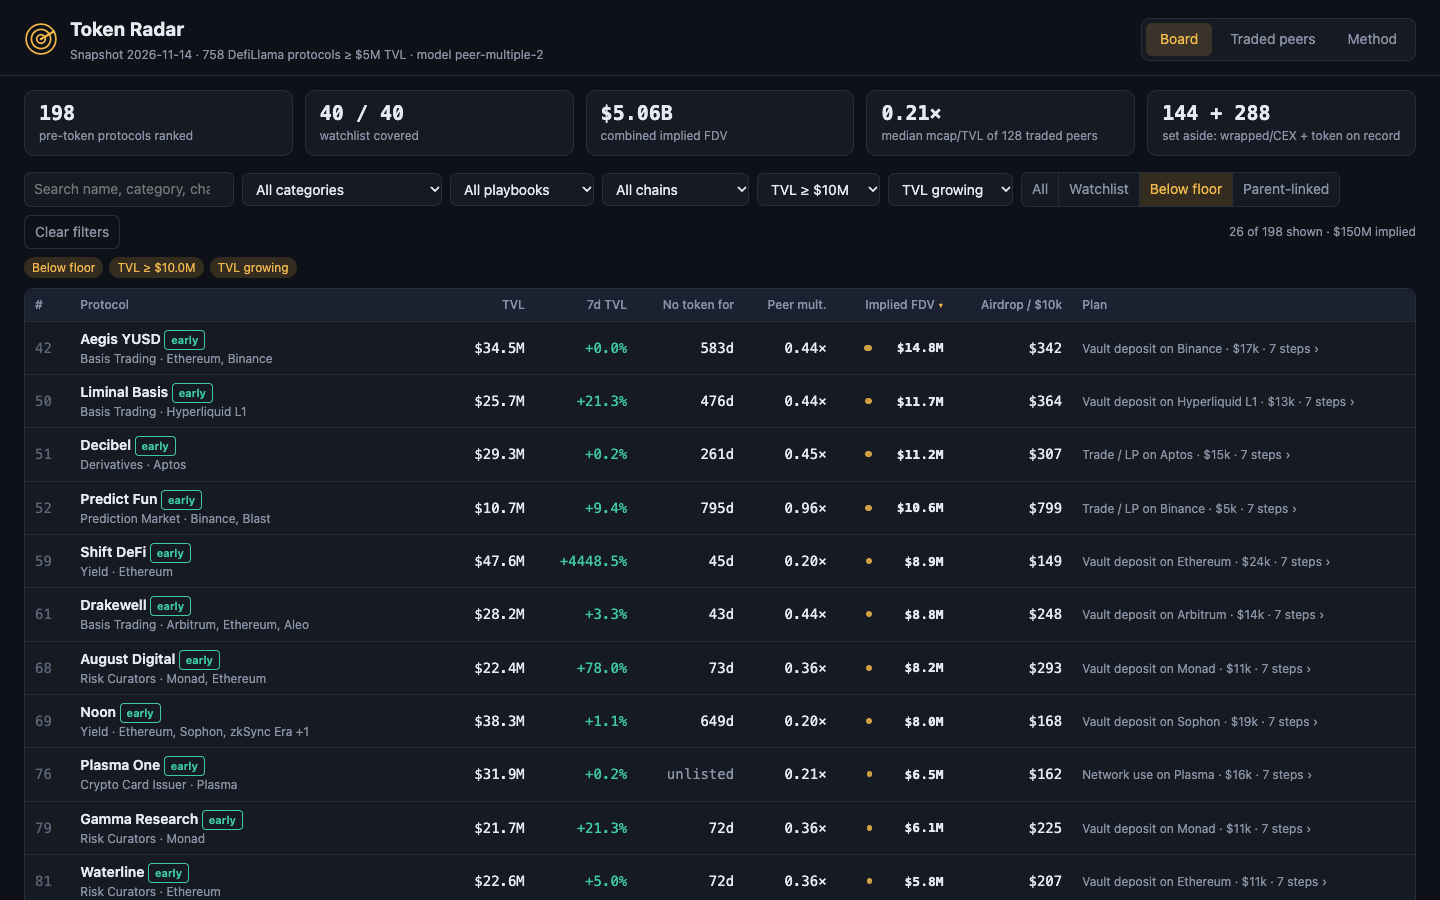 Token Radar
Snapshot 2026-11-14 · 758 DefiLlama protocols ≥ $5M TVL · model peer-multiple-2
Board Traded peers Method
198
pre-token protocols ranked
40 / 40
watchlist covered
$5.06B
combined implied FDV
0.21×
median mcap/TVL of 128 traded peers
144 + 288
set aside: wrapped/CEX + token on record
Search name, category, cha
All categories
All playbooks
All chains
TVL ≥ $10M
TVL growing
All Watchlist Below floor Parent-linked
Clear filters
26 of 198 shown · $150M implied
Below floor TVL ≥ $10.0M TVL growing
# Protocol TVL 7d TVL No token for Peer mult. Implied FDV ▾ Airdrop / $10k Plan
42 Aegis YUSD early $34.5M +0.0% 583d 0.44× $14.8M $342 Vault deposit on Binance · $17k · 7 steps ›
Basis Trading · Ethereum, Binance
50 Liminal Basis early $25.7M +21.3% 476d 0.44× $11.7M $364 Vault deposit on Hyperliquid L1 · $13k · 7 steps ›
Basis Trading · Hyperliquid L1
51 Decibel early $29.3M +0.2% 261d 0.45× $11.2M $307 Trade / LP on Aptos · $15k · 7 steps ›
Derivatives · Aptos
52 Predict Fun early $10.7M +9.4% 795d 0.96× $10.6M $799 Trade / LP on Binance · $5k · 7 steps ›
Prediction Market · Binance, Blast
59 Shift DeFi early $47.6M +4448.5% 45d 0.20× $8.9M $149 Vault deposit on Ethereum · $24k · 7 steps ›
Yield · Ethereum
61 Drakewell early $28.2M +3.3% 43d 0.44× $8.8M $248 Vault deposit on Arbitrum · $14k · 7 steps ›
Basis Trading · Arbitrum, Ethereum, Aleo
68 August Digital early $22.4M +78.0% 73d 0.36× $8.2M $293 Vault deposit on Monad · $11k · 7 steps ›
Risk Curators · Monad, Ethereum
69 Noon early $38.3M +1.1% 649d 0.20× $8.0M $168 Vault deposit on Sophon · $19k · 7 steps ›
Yield · Ethereum, Sophon, zkSync Era +1
76 Plasma One early $31.9M +0.2% unlisted 0.21× $6.5M $162 Network use on Plasma · $16k · 7 steps ›
Crypto Card Issuer · Plasma
79 Gamma Research early $21.7M +21.3% 72d 0.36× $6.1M $225 Vault deposit on Monad · $11k · 7 steps ›
Risk Curators · Monad
81 Waterline early $22.6M +5.0% 72d 0.36× $5.8M $207 Vault deposit on Ethereum · $11k · 7 steps ›
Risk Curators · Ethereum